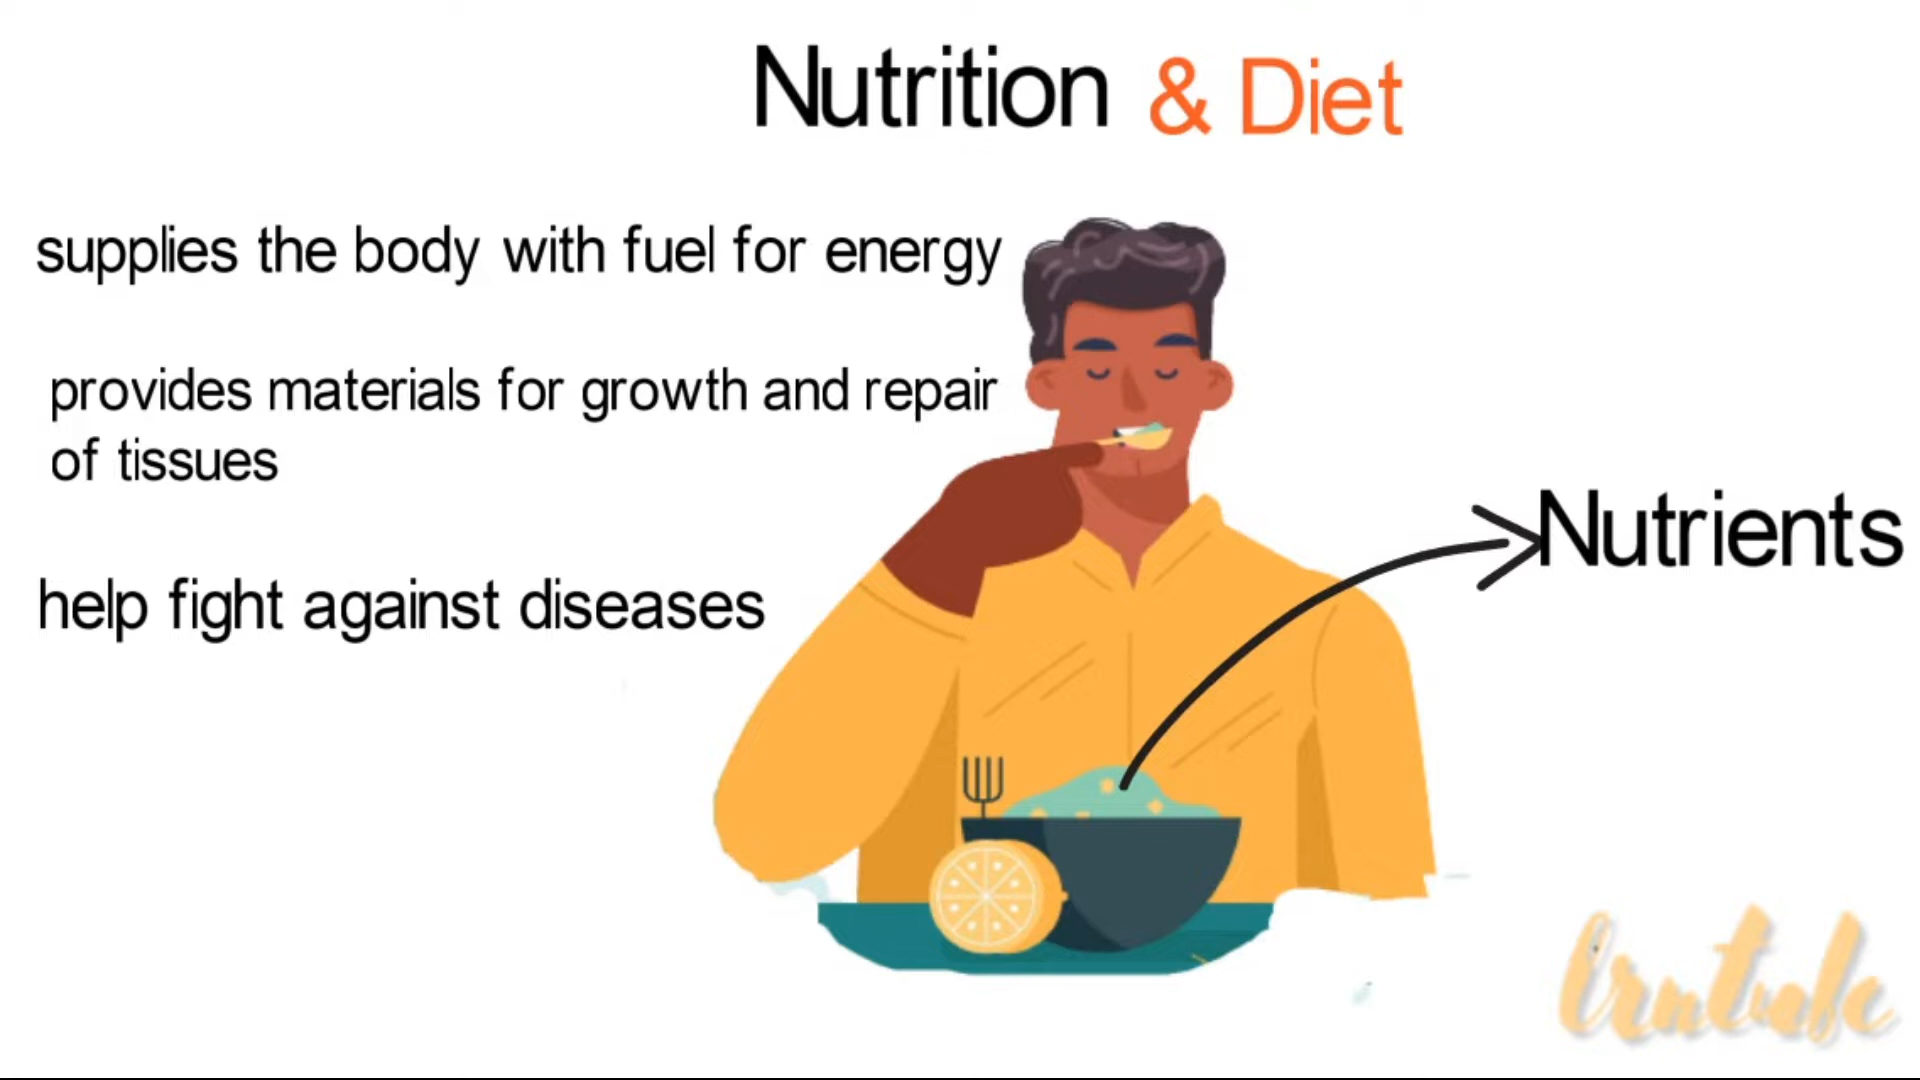 Nutrition & Diet
supplies the body with fuel for energy
provides materials for growth and repair
of tissues
help fight against diseases
Nutrients